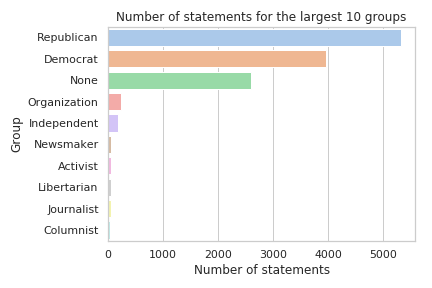 Number of statements for the largest 10 groups
Group
Republican
Democrat
None
Organization
Independent
Newsmaker
Activist
Libertarian
Journalist
Columnist
0 1000 2000 3000 4000 5000
Number of statements